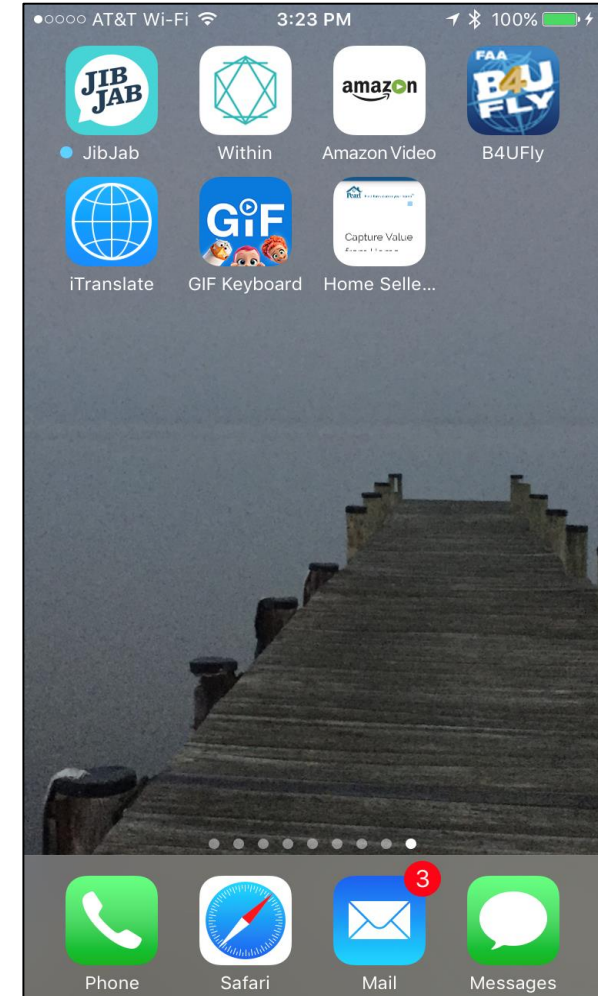 AT&T Wi-Fi 3:23 PM 100%
JIB
JAB
amazon
FAA
B4U
FLY
JibJab Within Amazon Video B4UFly
GIF
Pearl
Capture Value
iTranslate GIF Keyboard Home Selle...
3
Phone Safari Mail Messages